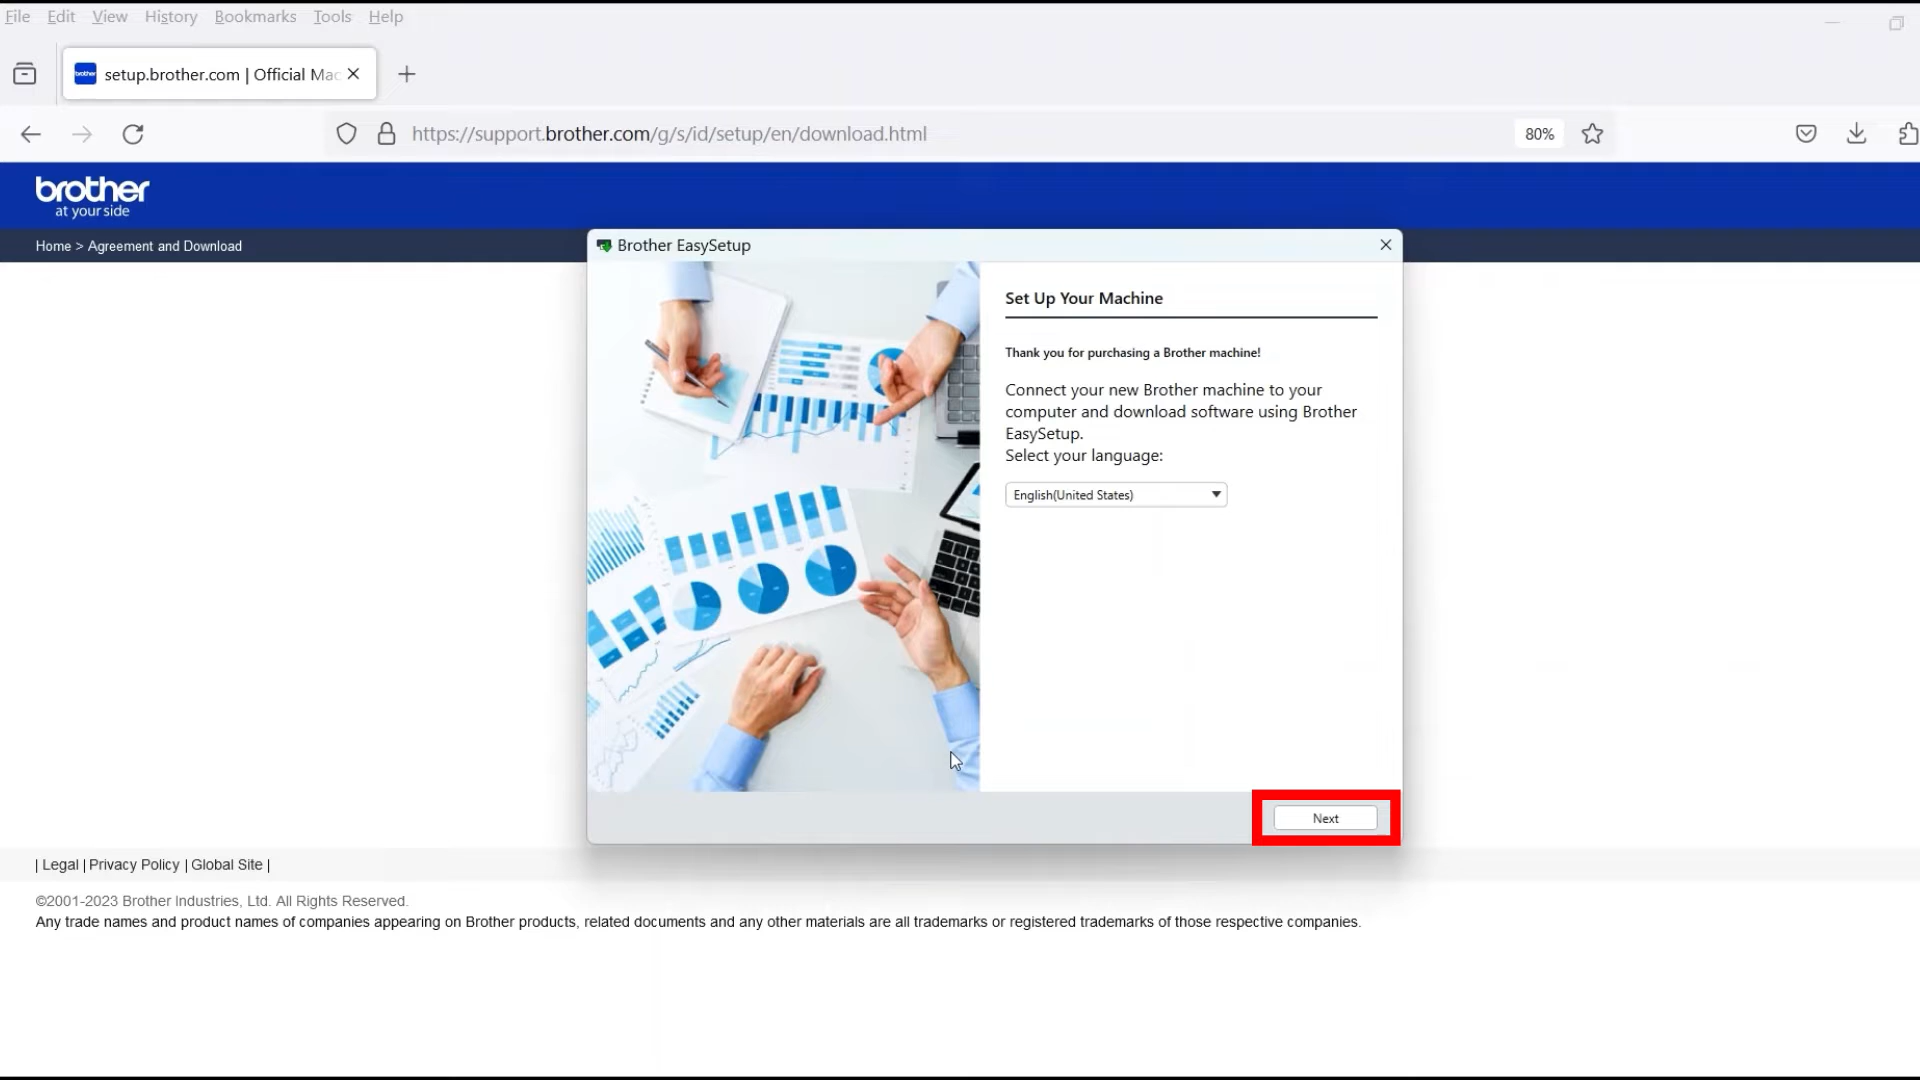 File Edit View History Bookmarks Tools Help
setup.brother.com | Official Mac
https://support.brother.com/g/s/id/setup/en/download.html
80%
brother
at your side
Home > Agreement and Download
Brother EasySetup
Set Up Your Machine
Thank you for purchasing a Brother machine!
Connect your new Brother machine to your
computer and download software using Brother
EasySetup.
Select your language:
English(United States)
Next
| Legal | Privacy Policy | Global Site |
©2001-2023 Brother Industries, Ltd. All Rights Reserved.
Any trade names and product names of companies appearing on Brother products, related documents and any other materials are all trademarks or registered trademarks of those respective companies.